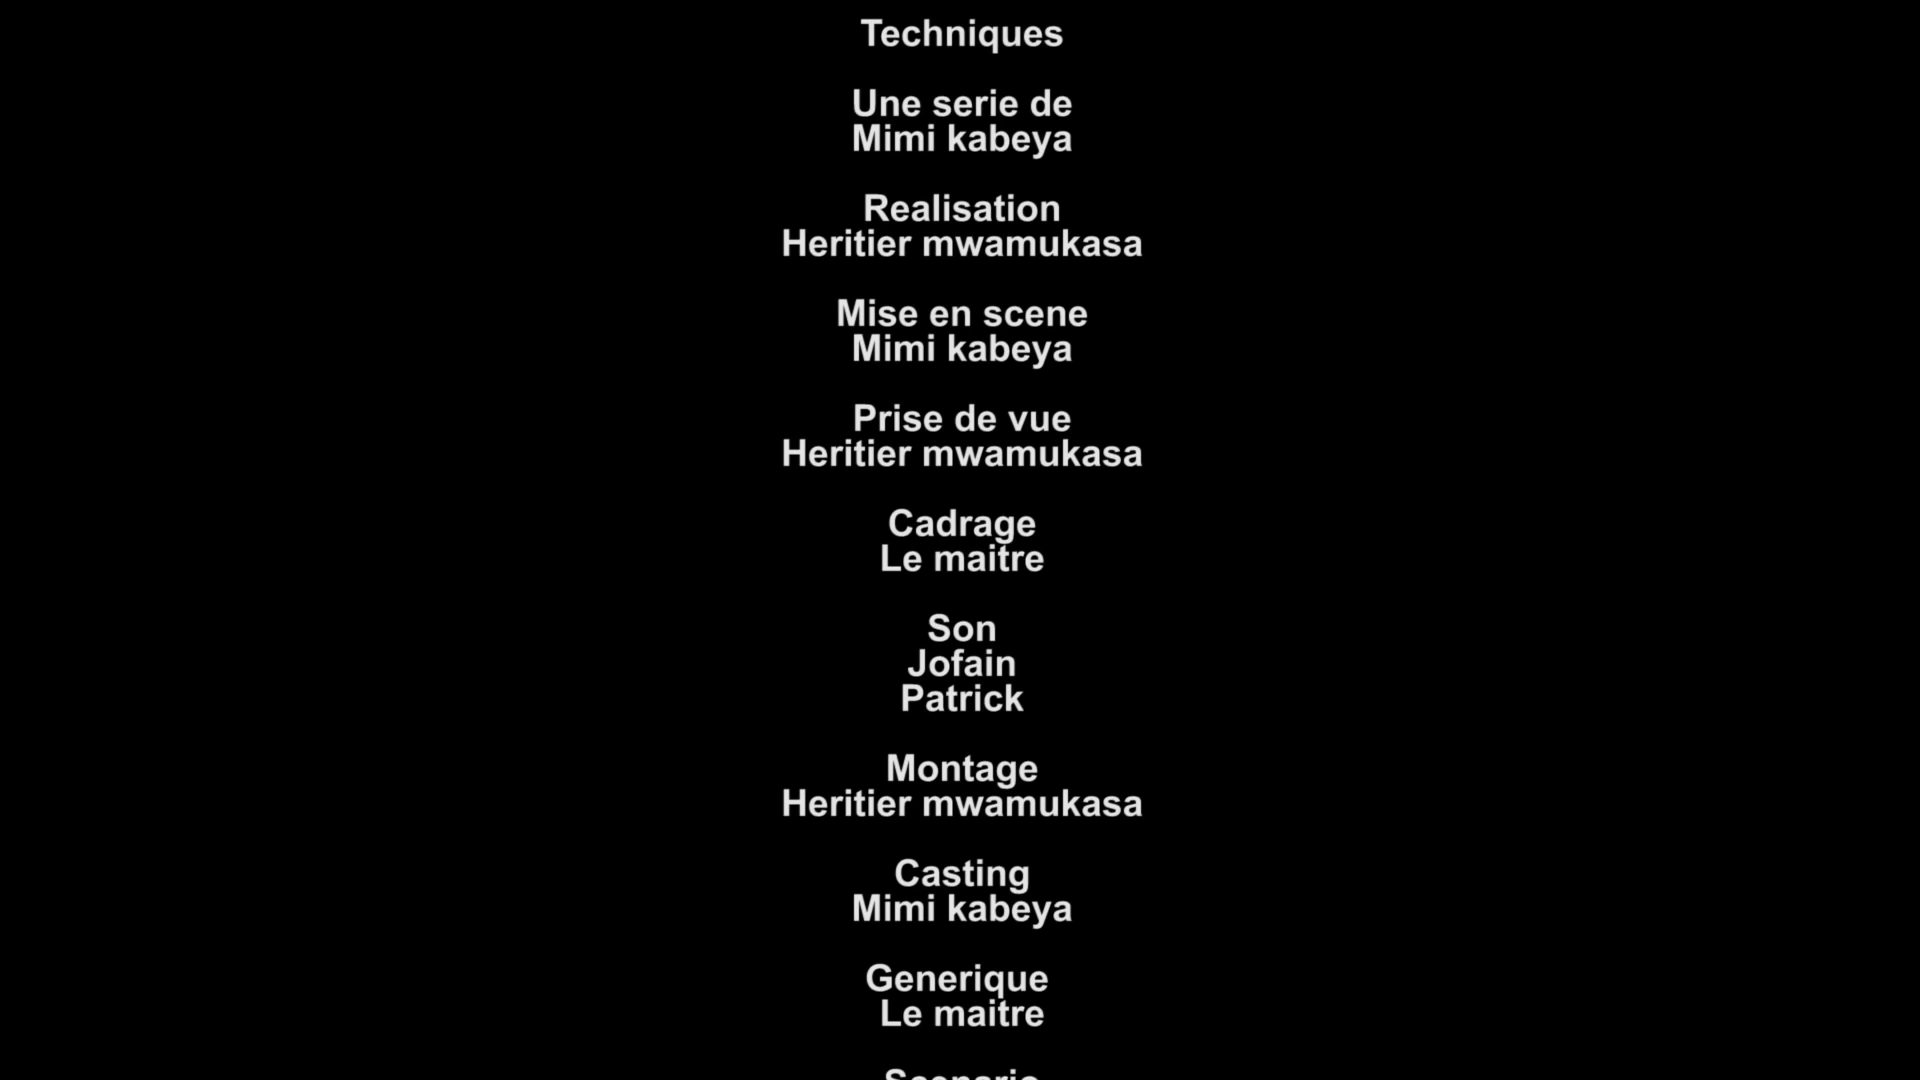 Techniques
Une serie de
Mimi kabeya
Realisation
Heritier mwamukasa
Mise en scene
Mimi kabeya
Prise de vue
Heritier mwamukasa
Cadrage
Le maitre
Son
Jofain
Patrick
Montage
Heritier mwamukasa
Casting
Mimi kabeya
Generique
Le maitre
Scenario